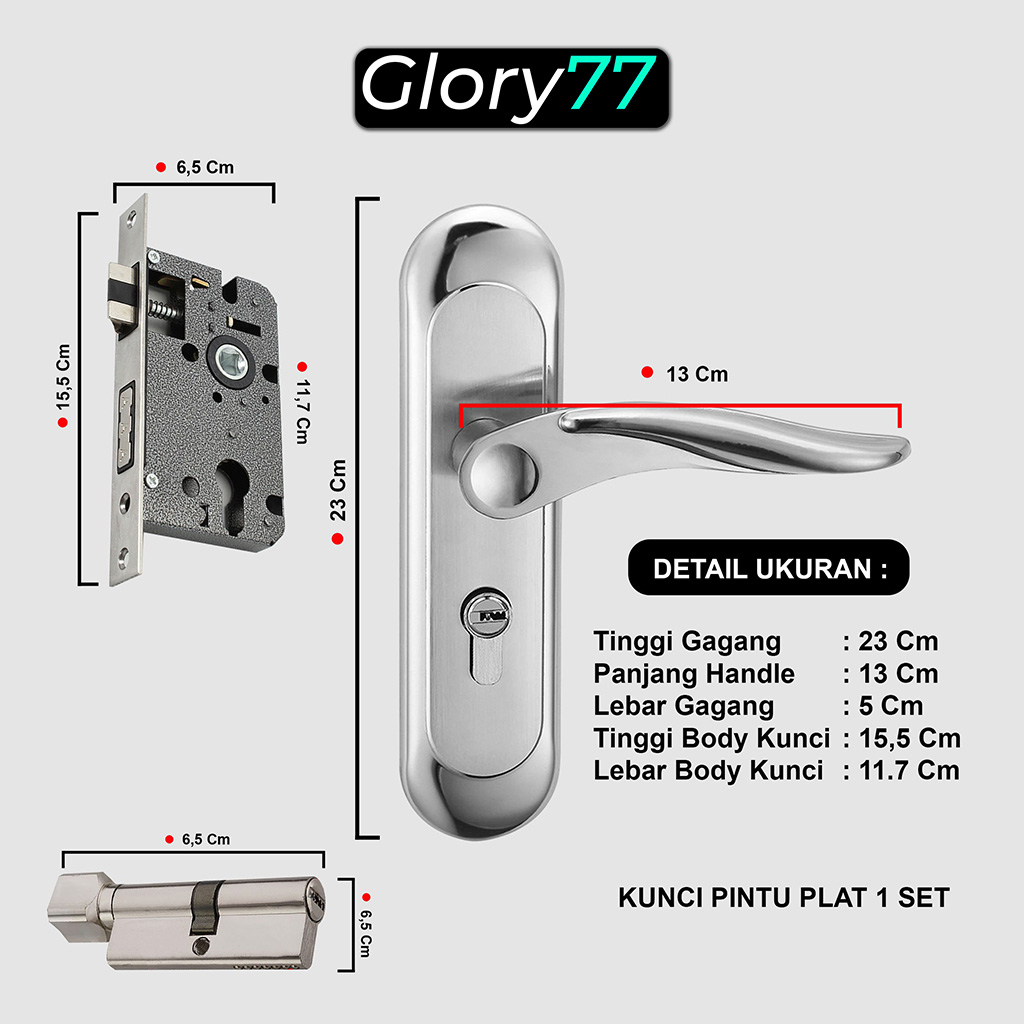 Glory77
6,5 Cm
15,5 Cm
11,7 Cm
23 Cm
13 Cm
DETAIL UKURAN :
Tinggi Gagang : 23 Cm
Panjang Handle : 13 Cm
Lebar Gagang : 5 Cm
Tinggi Body Kunci : 15,5 Cm
Lebar Body Kunci : 11.7 Cm
6,5 Cm
6,5 Cm
KUNCI PINTU PLAT 1 SET